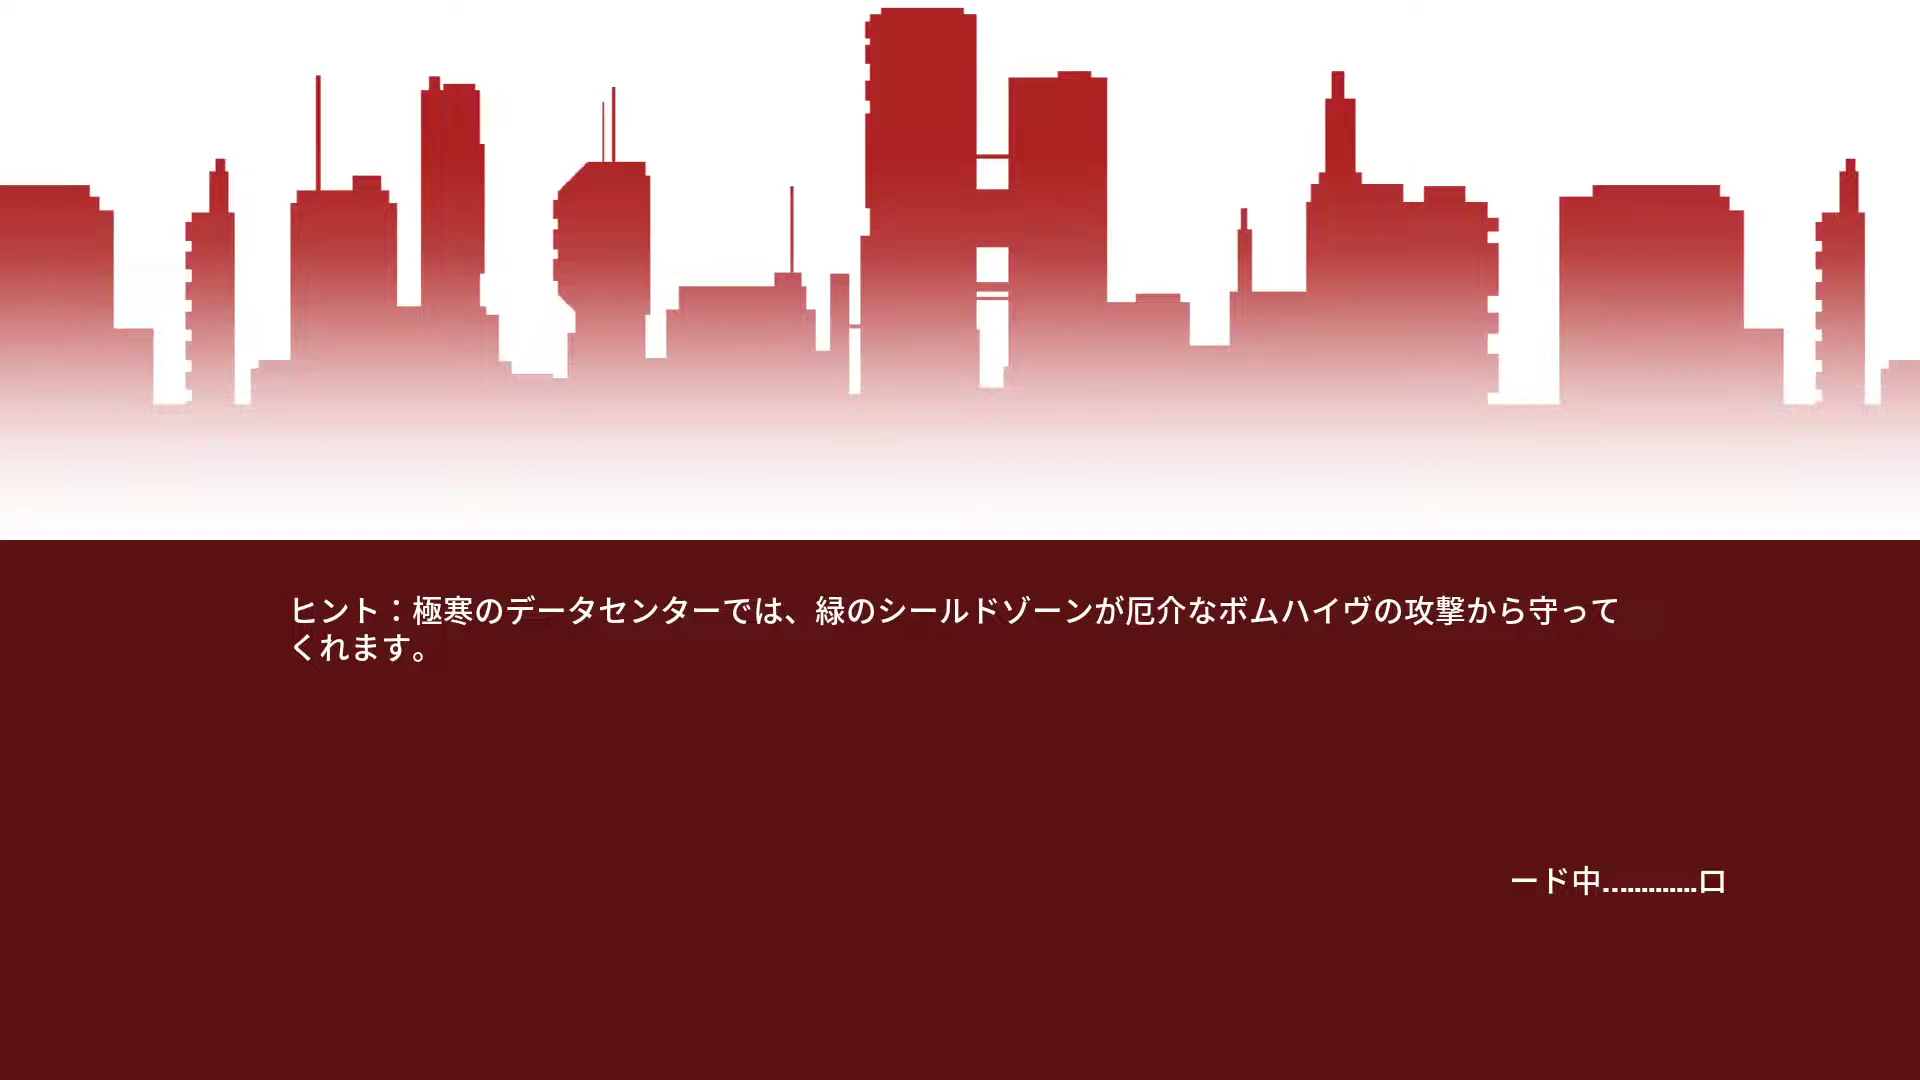 ヒント：極寒のデータセンターでは、緑のシールドゾーンが厄介なボムハイヴの攻撃から守って
くれます。
ード中.............ロ